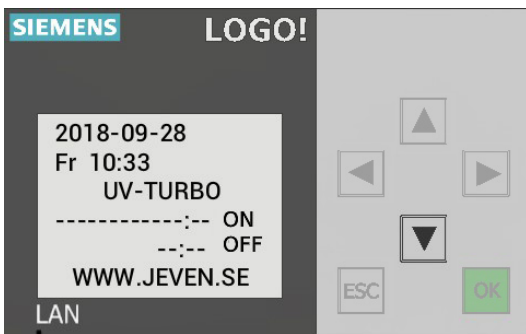 SIEMENS LOGO!
2018-09-28
Fr 10:33
UV-TURBO
------------:-- ON
--:-- OFF
WWW.JEVEN.SE
LAN
ESC OK